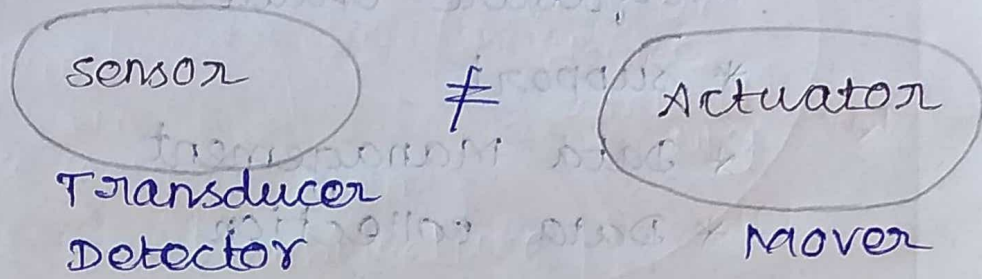 Sensor ≠ Actuator
Transducer
Detector Mover